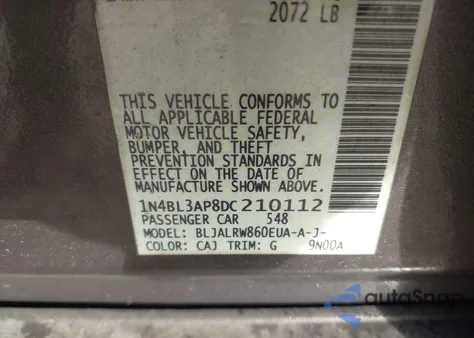 2072 LB
THIS VEHICLE CONFORMS TO
ALL APPLICABLE FEDERAL
MOTOR VEHICLE SAFETY,
BUMPER, AND THEFT
PREVENTION STANDARDS IN
EFFECT ON THE DATE OF
MANUFACTURE SHOWN ABOVE.
1N4BL3AP8DC210112
PASSENGER CAR 548
MODEL: BLJALRW860EUA-A-J-
COLOR: CAJ TRIM: G 9N00A
autoSnap